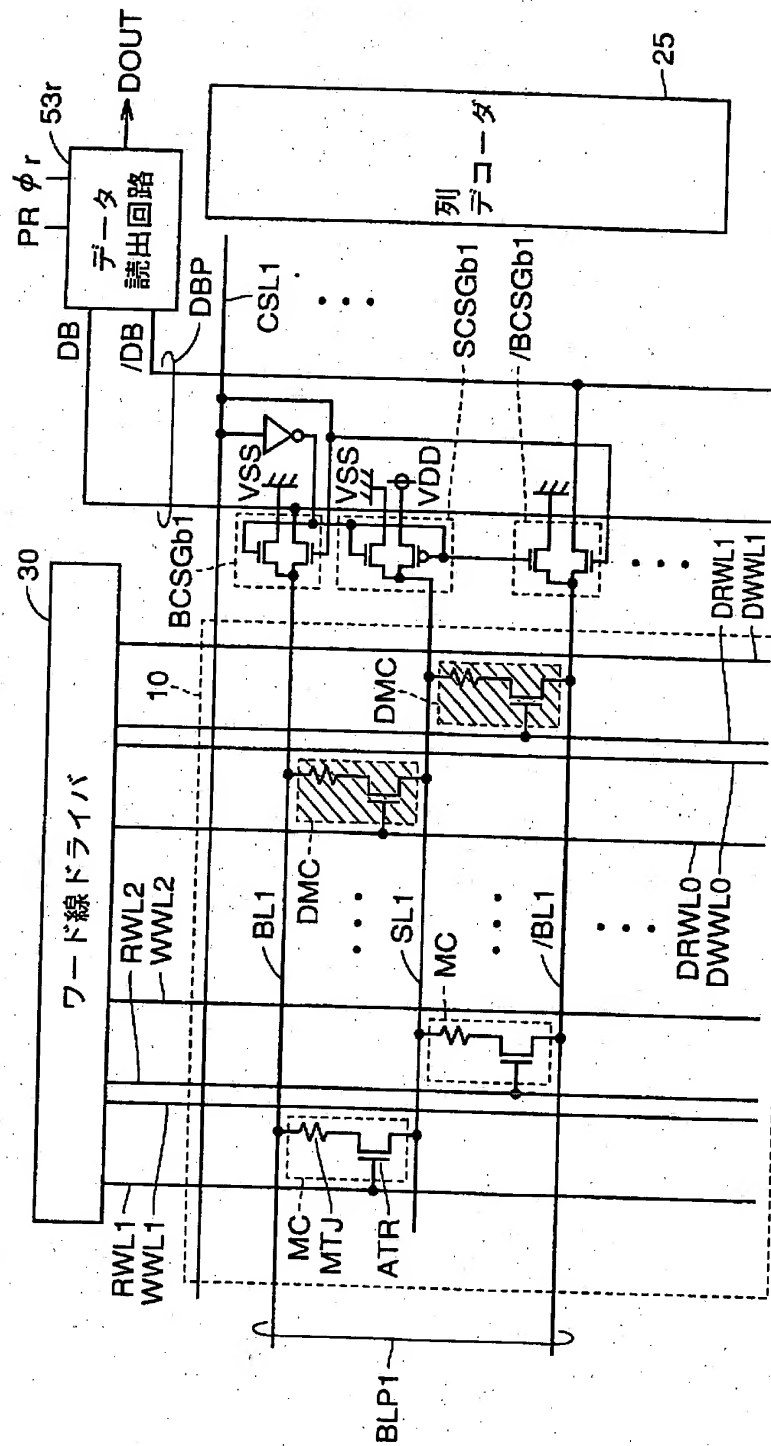 30
ワード線ドライバ
PR φr
53r
データ
読出回路
DOUT
DB
/DB
DBP
25
列
デコーダ
CSL1
SCSGb1
/BCSGb1
BCSGb1
VSS
VSS
VDD
10
RWL2
WWL2
RWL1
WWL1
BL1
DMC
DMC
SL1
MC
MC
MTJ
ATR
/BL1
BLP1
DRWL1
DWWL1
DRWL0
DWWL0